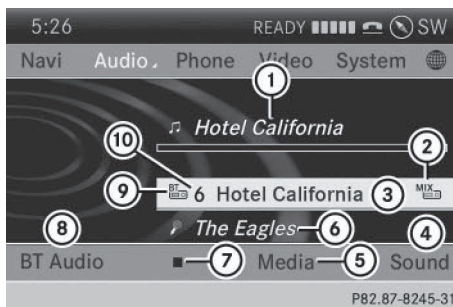 5:26 READY SW
Navi Audio Phone Video System
1
Hotel California
10 2
9 BT 6 Hotel California 3 MIX
8 The Eagles 6 4
BT Audio 7 Media 5 Sound
P82.87-8245-31